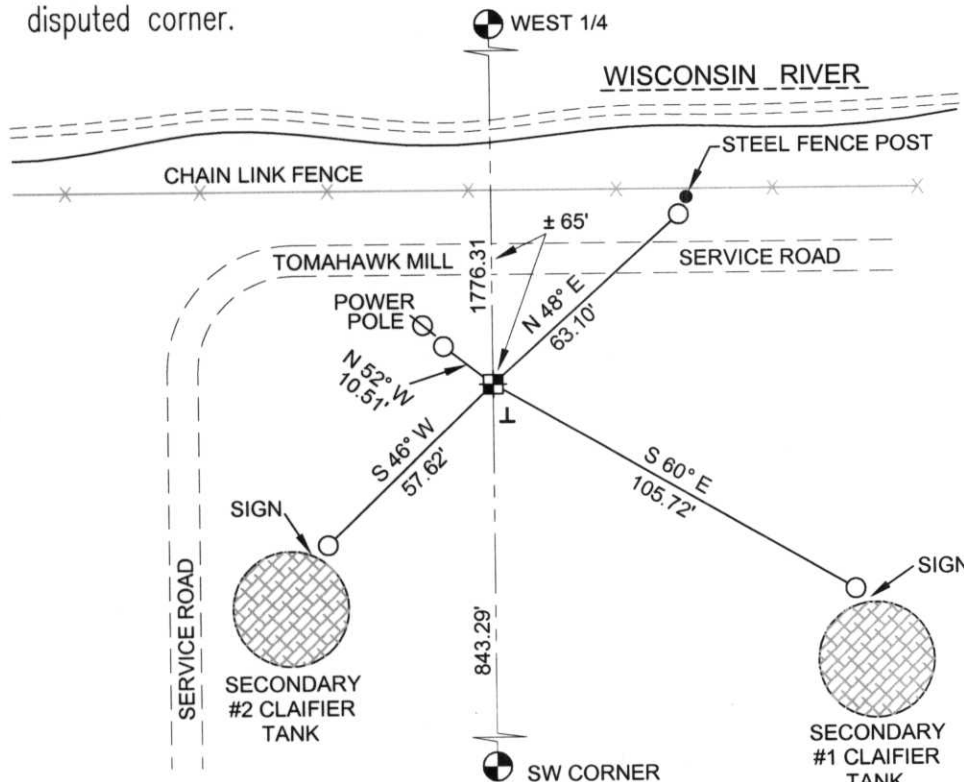 disputed corner.
WEST 1/4
WISCONSIN RIVER
STEEL FENCE POST
CHAIN LINK FENCE
± 65'
TOMAHAWK MILL
SERVICE ROAD
1776.31
POWER
POLE
N 48° E
63.10'
N 52° W
10.51'
S 46° W
57.62'
S 60° E
105.72'
SIGN
SIGN
SERVICE ROAD
843.29'
SECONDARY
#2 CLAIFIER
TANK
SECONDARY
#1 CLAIFIER
TANK
SW CORNER